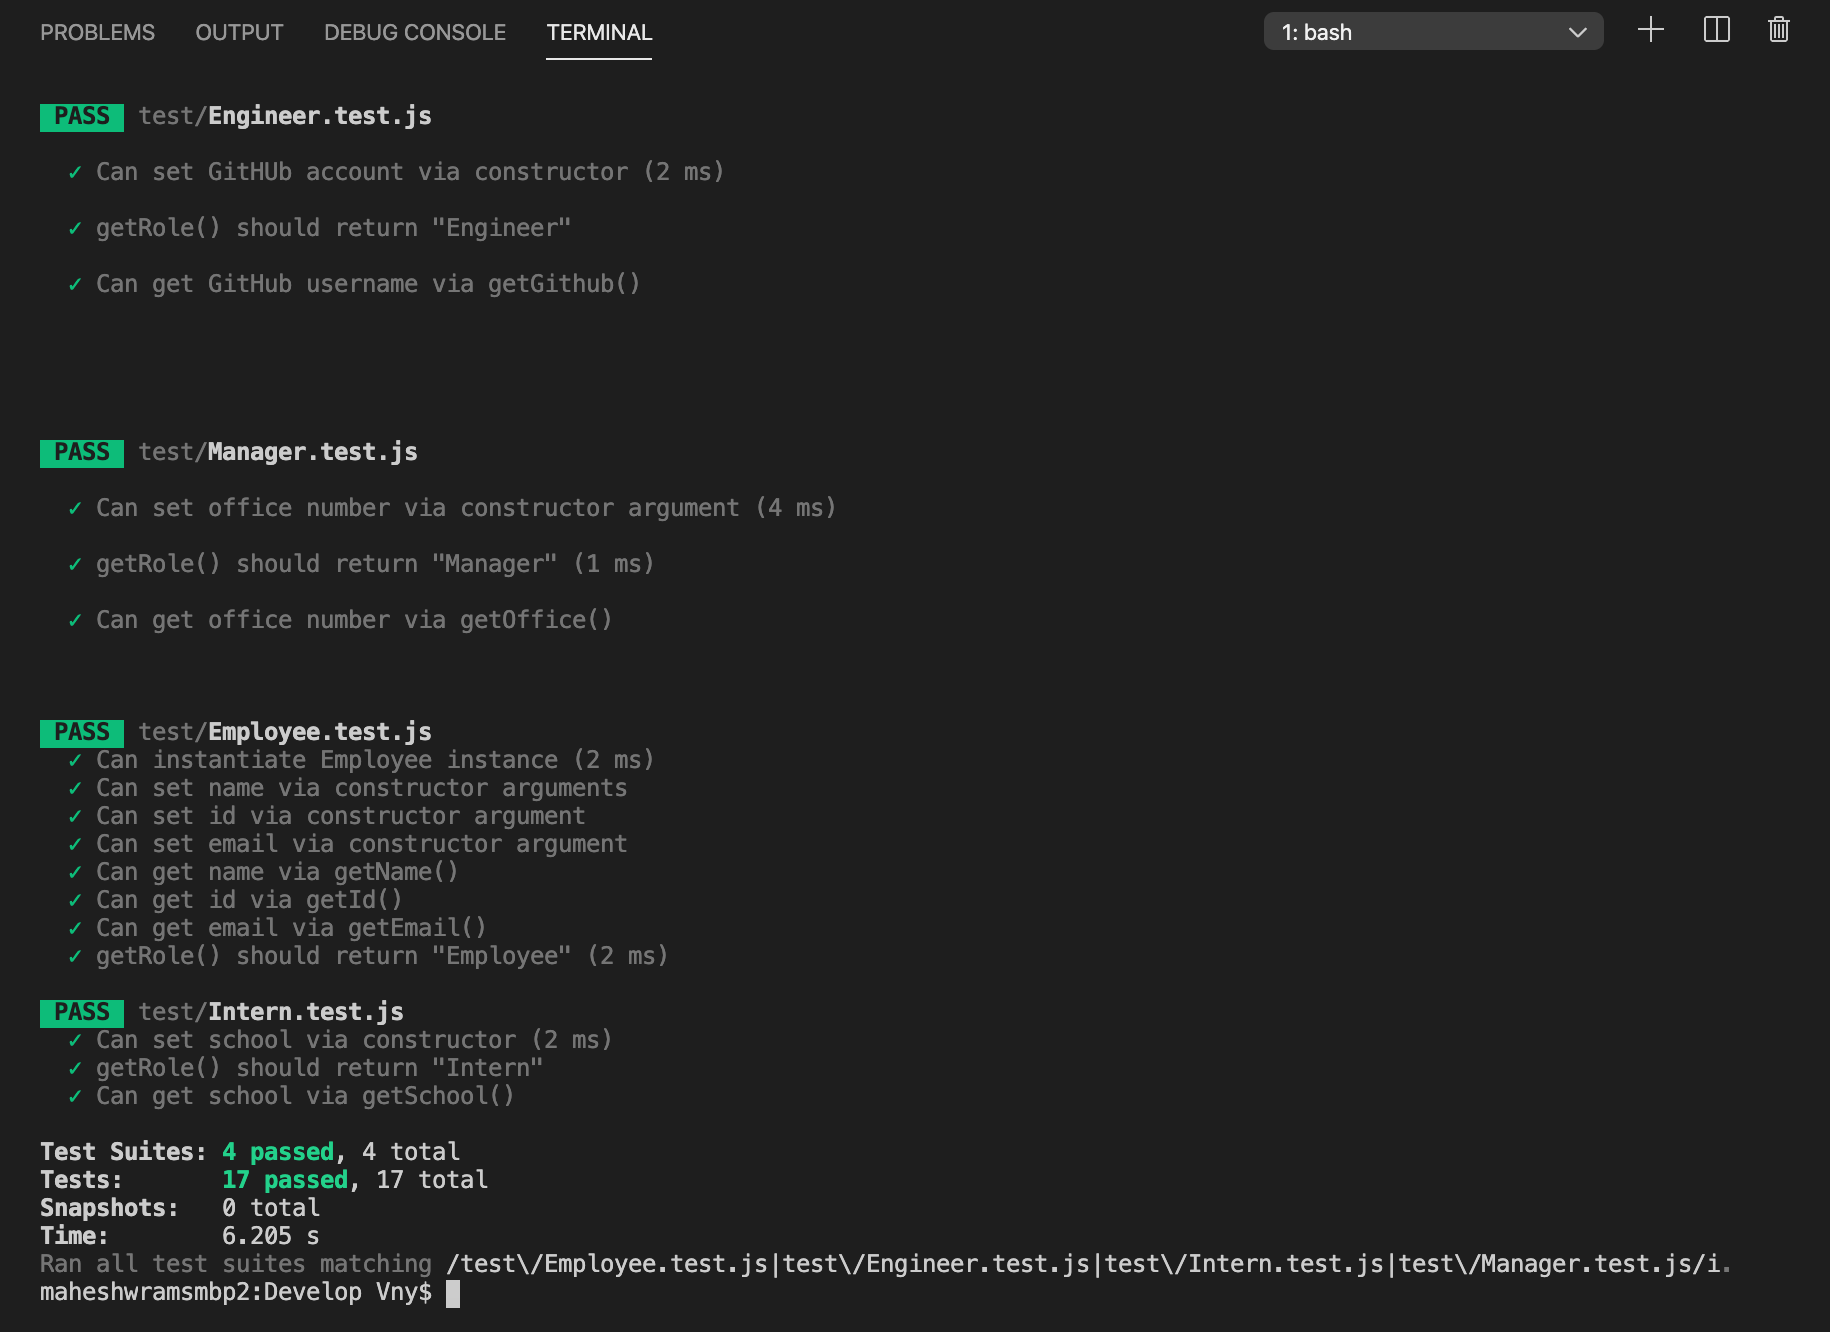 PROBLEMS OUTPUT DEBUG CONSOLE TERMINAL 1: bash
PASS test/Engineer.test.js
✓ Can set GitHUb account via constructor (2 ms)
✓ getRole() should return "Engineer"
✓ Can get GitHub username via getGithub()
PASS test/Manager.test.js
✓ Can set office number via constructor argument (4 ms)
✓ getRole() should return "Manager" (1 ms)
✓ Can get office number via getOffice()
PASS test/Employee.test.js
✓ Can instantiate Employee instance (2 ms)
✓ Can set name via constructor arguments
✓ Can set id via constructor argument
✓ Can set email via constructor argument
✓ Can get name via getName()
✓ Can get id via getId()
✓ Can get email via getEmail()
✓ getRole() should return "Employee" (2 ms)
PASS test/Intern.test.js
✓ Can set school via constructor (2 ms)
✓ getRole() should return "Intern"
✓ Can get school via getSchool()
Test Suites: 4 passed, 4 total
Tests: 17 passed, 17 total
Snapshots: 0 total
Time: 6.205 s
Ran all test suites matching /test\/Employee.test.js|test\/Engineer.test.js|test\/Intern.test.js|test\/Manager.test.js/i.
maheshwramsmbp2:Develop Vny$